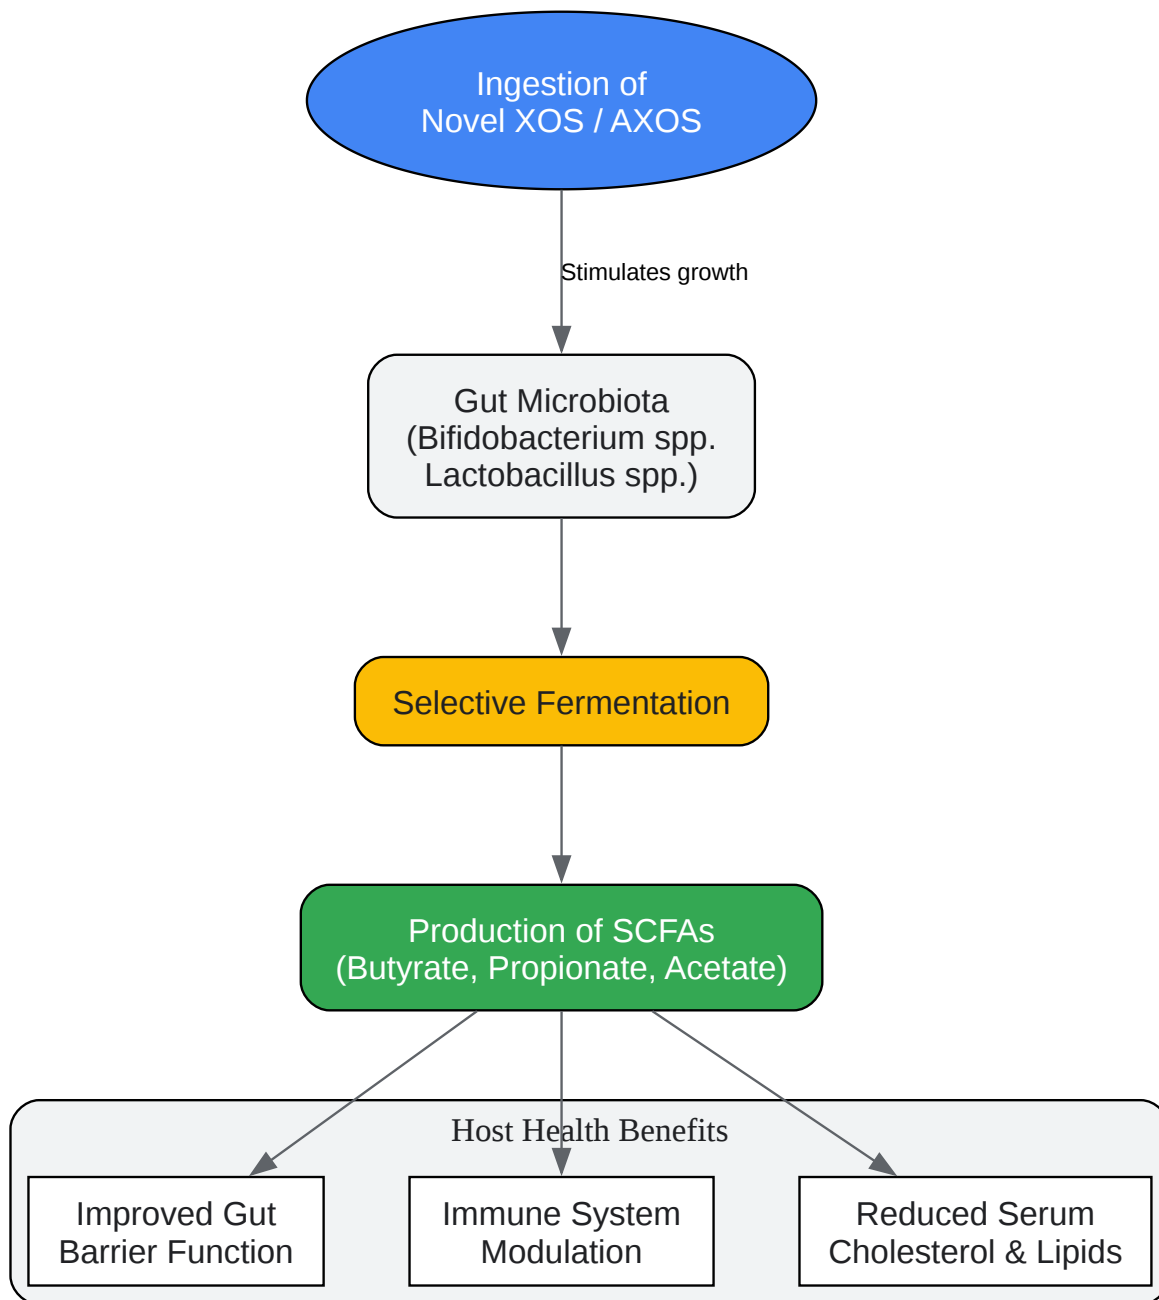 Ingestion of
Novel XOS / AXOS
Stimulates growth
Gut Microbiota
(Bifidobacterium spp.
Lactobacillus spp.)
Selective Fermentation
Production of SCFAs
(Butyrate, Propionate, Acetate)
Host Health Benefits
Improved Gut
Barrier Function
Immune System
Modulation
Reduced Serum
Cholesterol & Lipids